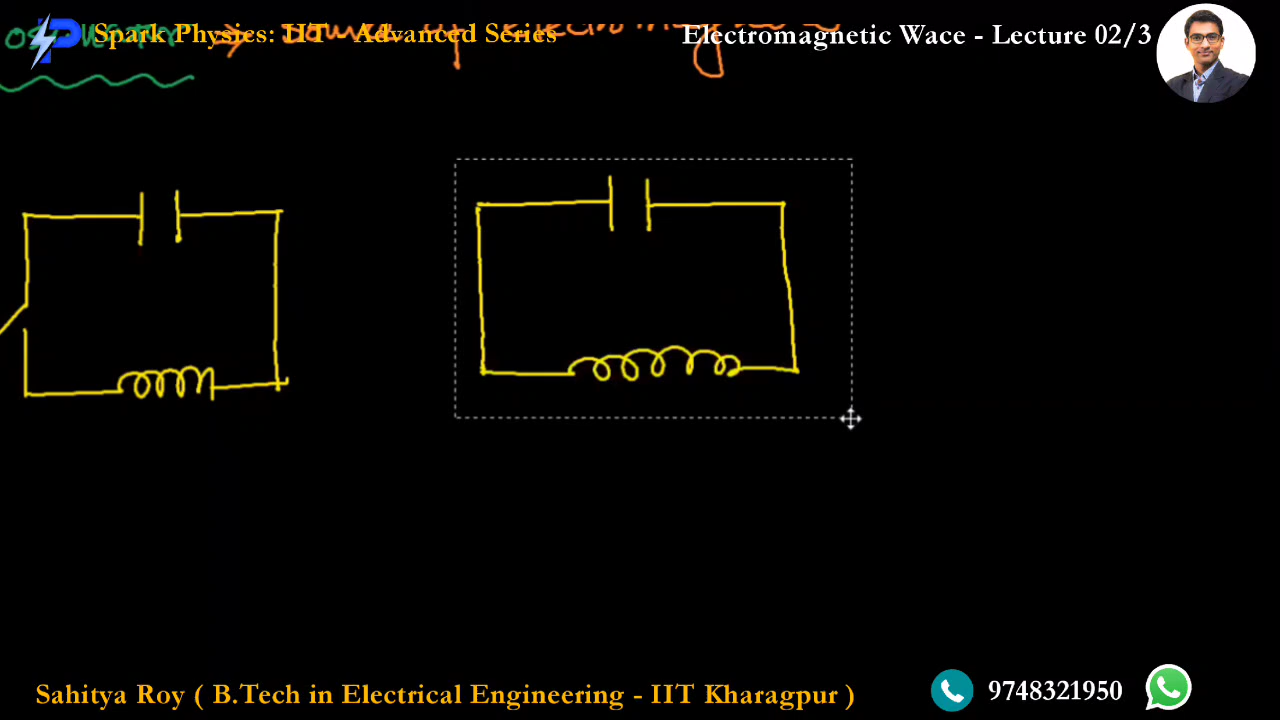 Spark Physics: IIT - Advanced Series
Electromagnetic Wace - Lecture 02/3
Sahitya Roy ( B.Tech in Electrical Engineering - IIT Kharagpur )
9748321950